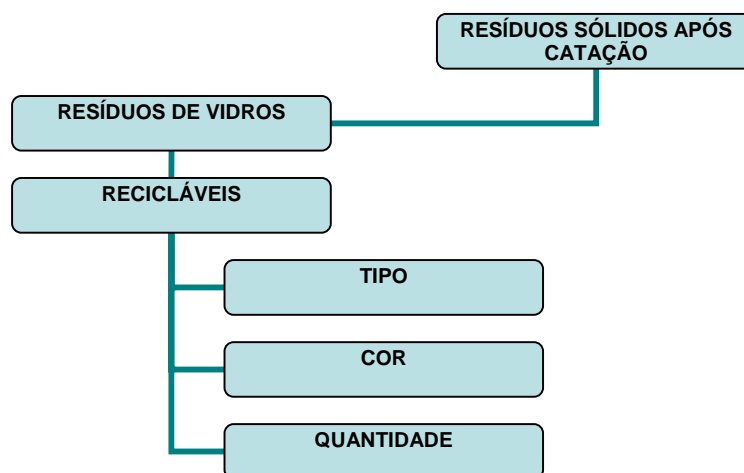 RESÍDUOS SÓLIDOS APÓS
CATAÇÃO
RESÍDUOS DE VIDROS
RECICLÁVEIS
TIPO
COR
QUANTIDADE